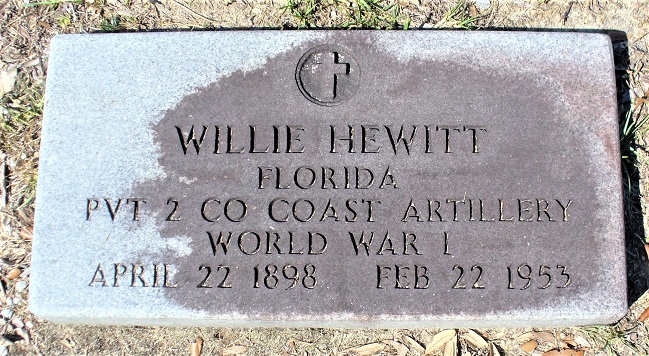 WILLIE HEWITT
FLORIDA
PVT 2 CO COAST ARTILLERY
WORLD WAR I
APRIL 22 1898 FEB 22 1953